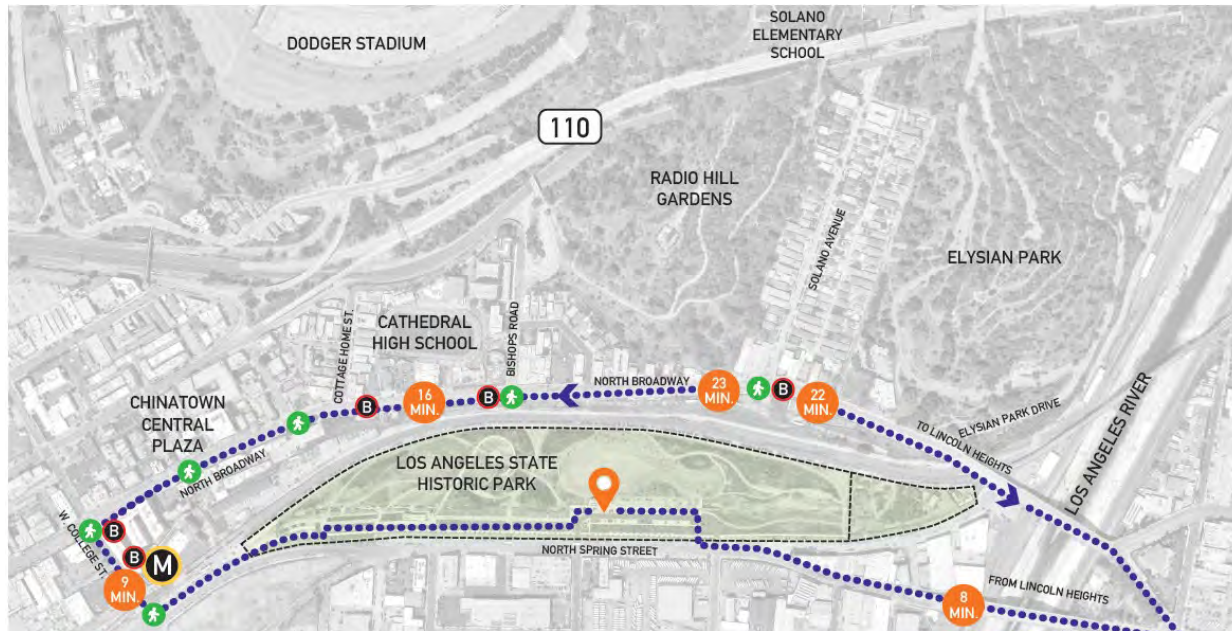 DODGER STADIUM
SOLANO
ELEMENTARY
SCHOOL
110
RADIO HILL
GARDENS
SOLANO AVENUE
ELYSIAN PARK
COTTAGE HOME ST.
CATHEDRAL
HIGH SCHOOL
BISHOPS ROAD
CHINATOWN
CENTRAL
PLAZA
B
16
MIN.
B
NORTH BROADWAY
23
MIN.
B
22
MIN.
TO LINCOLN HEIGHTS
ELYSIAN PARK DRIVE
LOS ANGELES RIVER
NORTH BROADWAY
LOS ANGELES STATE
HISTORIC PARK
W. COLLEGE ST.
B
B
M
9
MIN.
NORTH SPRING STREET
8
MIN.
FROM LINCOLN HEIGHTS